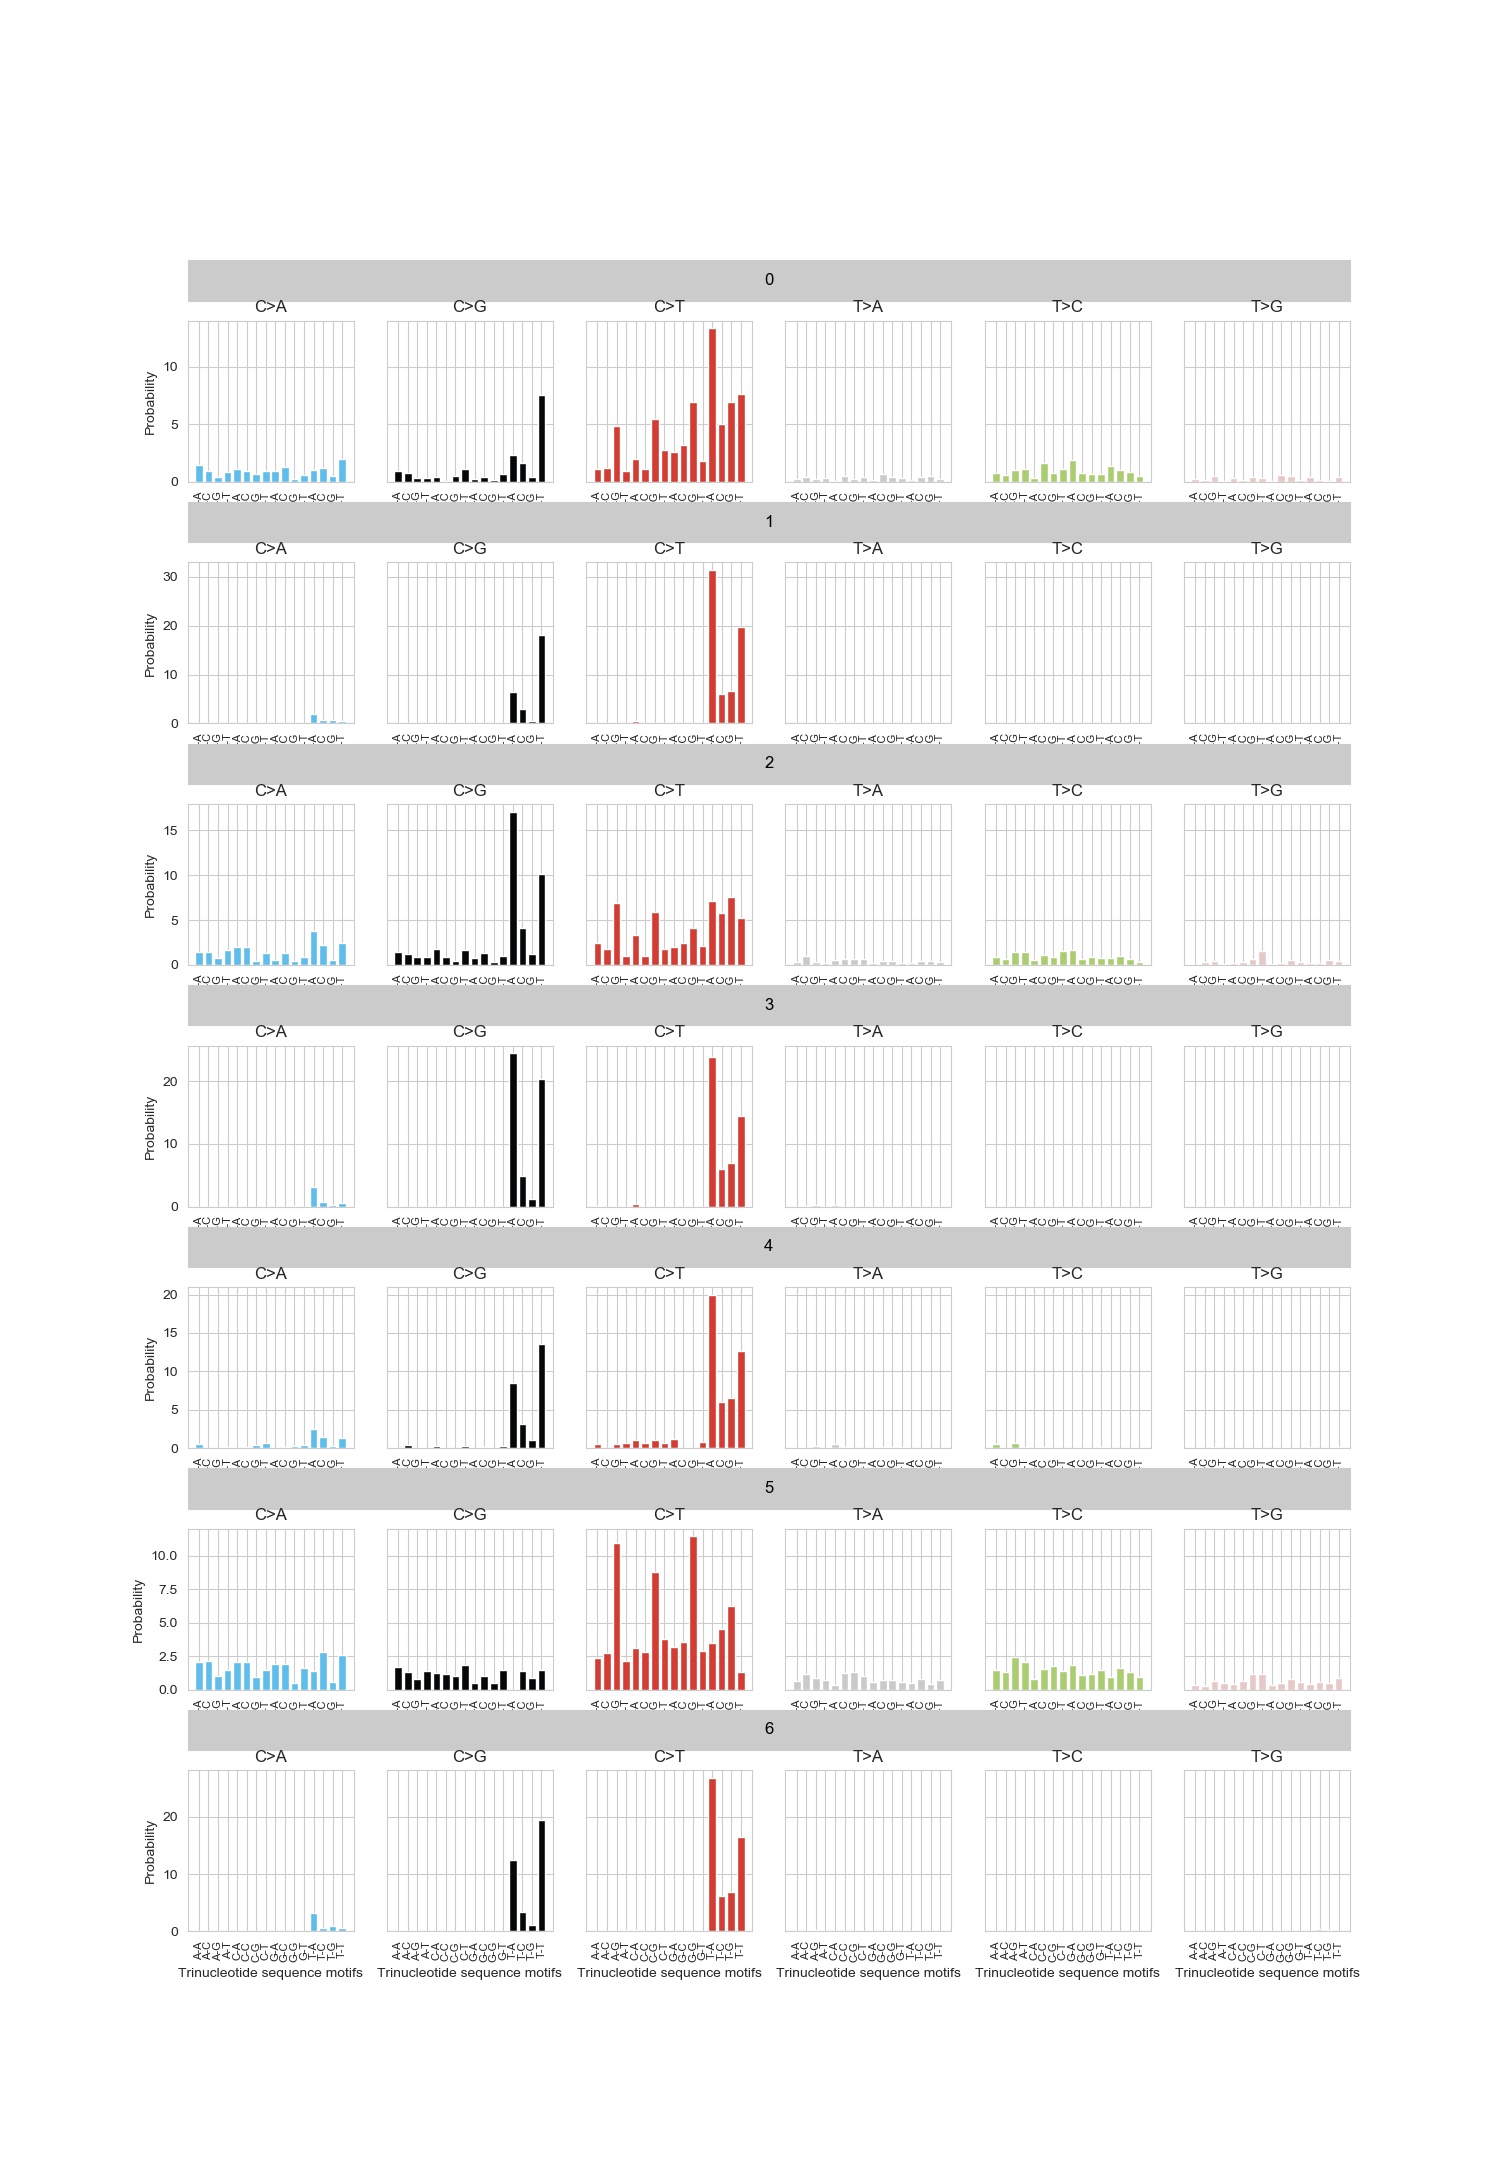 0
C>A C>G C>T T>A T>C T>G
Probability
10
5
0
1
C>A C>G C>T T>A T>C T>G
Probability
30
20
10
0
2
C>A C>G C>T T>A T>C T>G
Probability
15
10
5
0
3
C>A C>G C>T T>A T>C T>G
Probability
20
10
0
4
C>A C>G C>T T>A T>C T>G
Probability
20
15
10
5
0
5
C>A C>G C>T T>A T>C T>G
Probability
10.0
7.5
5.0
2.5
0.0
6
C>A C>G C>T T>A T>C T>G
Probability
20
10
0
A-A A-C A-G A-T C-A C-C C-G C-T G-A G-C G-G G-T T-A T-C T-G T-T
A-A A-C A-G A-T C-A C-C C-G C-T G-A G-C G-G G-T T-A T-C T-G T-T
A-A A-C A-G A-T C-A C-C C-G C-T G-A G-C G-G G-T T-A T-C T-G T-T
A-A A-C A-G A-T C-A C-C C-G C-T G-A G-C G-G G-T T-A T-C T-G T-T
A-A A-C A-G A-T C-A C-C C-G C-T G-A G-C G-G G-T T-A T-C T-G T-T
A-A A-C A-G A-T C-A C-C C-G C-T G-A G-C G-G G-T T-A T-C T-G T-T
Trinucleotide sequence motifs Trinucleotide sequence motifs Trinucleotide sequence motifs Trinucleotide sequence motifs Trinucleotide sequence motifs Trinucleotide sequence motifs